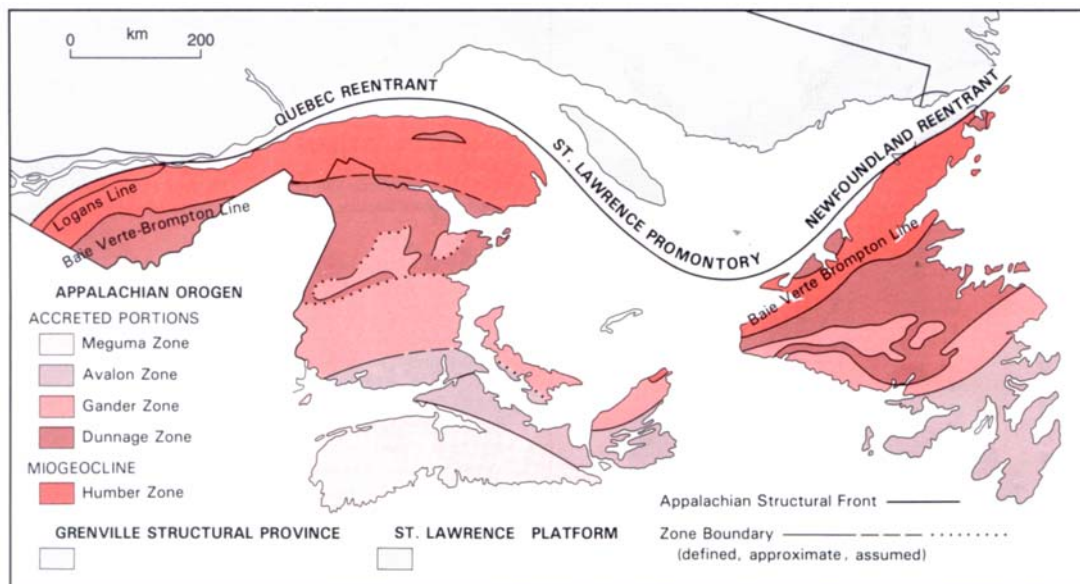 km
0 200
QUEBEC REENTRANT
ST. LAWRENCE PROMONTORY
NEWFOUNDLAND REENTRANT
Logans Line
Baie Verte-Brompton Line
Baie Verte Brompton Line
APPALACHIAN OROGEN
ACCRETED PORTIONS
Meguma Zone
Avalon Zone
Gander Zone
Dunnage Zone
MIOGEOCLINE
Humber Zone
GRENVILLE STRUCTURAL PROVINCE
ST. LAWRENCE PLATFORM
Appalachian Structural Front
Zone Boundary
(defined, approximate, assumed)